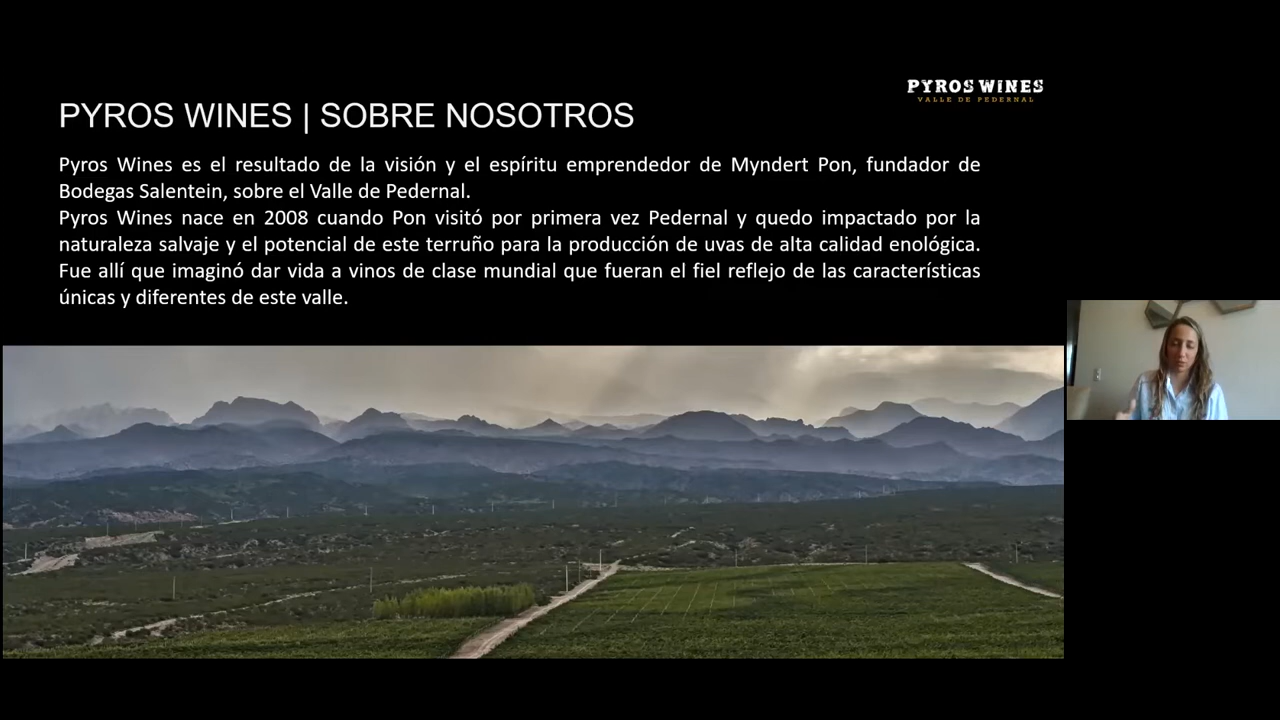 PYROS WINES
VALLE DE PEDERNAL
PYROS WINES | SOBRE NOSOTROS
Pyros Wines es el resultado de la visión y el espíritu emprendedor de Myndert Pon, fundador de
Bodegas Salentein, sobre el Valle de Pedernal.
Pyros Wines nace en 2008 cuando Pon visitó por primera vez Pedernal y quedo impactado por la
naturaleza salvaje y el potencial de este terruño para la producción de uvas de alta calidad enológica.
Fue allí que imaginó dar vida a vinos de clase mundial que fueran el fiel reflejo de las características
únicas y diferentes de este valle.